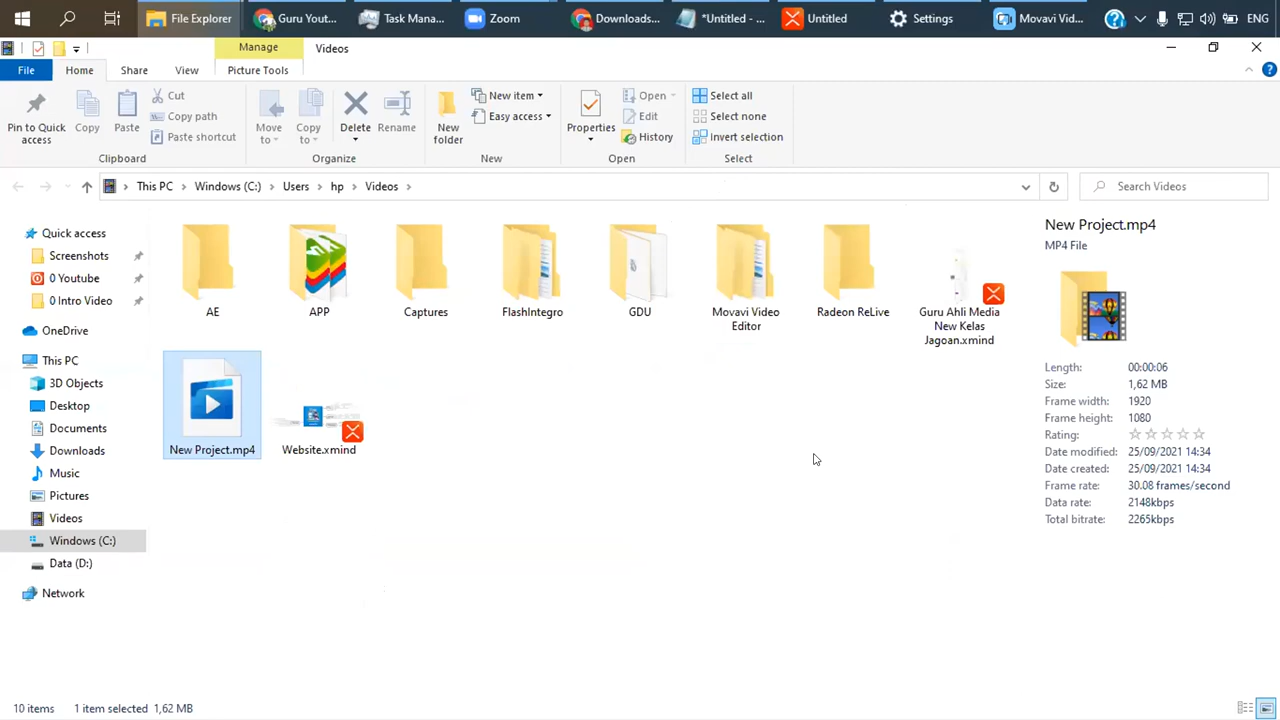 File Explorer
Guru Yout...
Task Mana...
Zoom
Downloads...
*Untitled - ...
Untitled
Settings
Movavi Vid...
ENG
Manage
Videos
File
Home
Share
View
Picture Tools
Pin to Quick access
Copy
Paste
Cut
Copy path
Paste shortcut
Clipboard
Move to
Copy to
Delete
Rename
Organize
New folder
New item
Easy access
New
Properties
Open
Edit
History
Open
Select all
Select none
Invert selection
Select
This PC > Windows (C:) > Users > hp > Videos >
Search Videos
Quick access
Screenshots
0 Youtube
0 Intro Video
OneDrive
This PC
3D Objects
Desktop
Documents
Downloads
Music
Pictures
Videos
Windows (C:)
Data (D:)
Network
AE
APP
Captures
FlashIntegro
GDU
Movavi Video
Editor
Radeon ReLive
Guru Ahli Media
New Kelas
Jagoan.xmind
New Project.mp4
Website.xmind
New Project.mp4
MP4 File
Length: 00:00:06
Size: 1,62 MB
Frame width: 1920
Frame height: 1080
Rating:
Date modified: 25/09/2021 14:34
Date created: 25/09/2021 14:34
Frame rate: 30.08 frames/second
Data rate: 2148kbps
Total bitrate: 2265kbps
10 items
1 item selected 1,62 MB